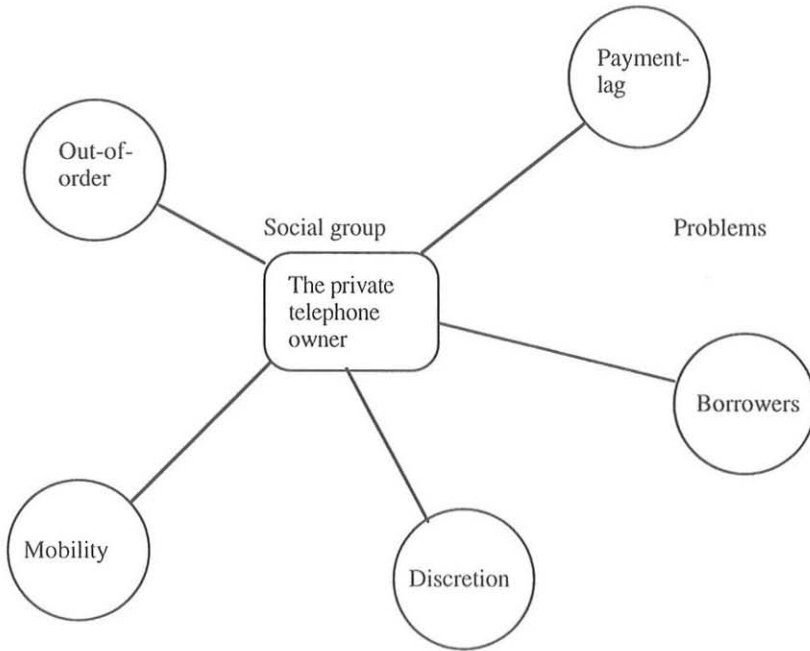 Payment-
lag
Out-of-
order
Social group
Problems
The private
telephone
owner
Borrowers
Mobility
Discretion